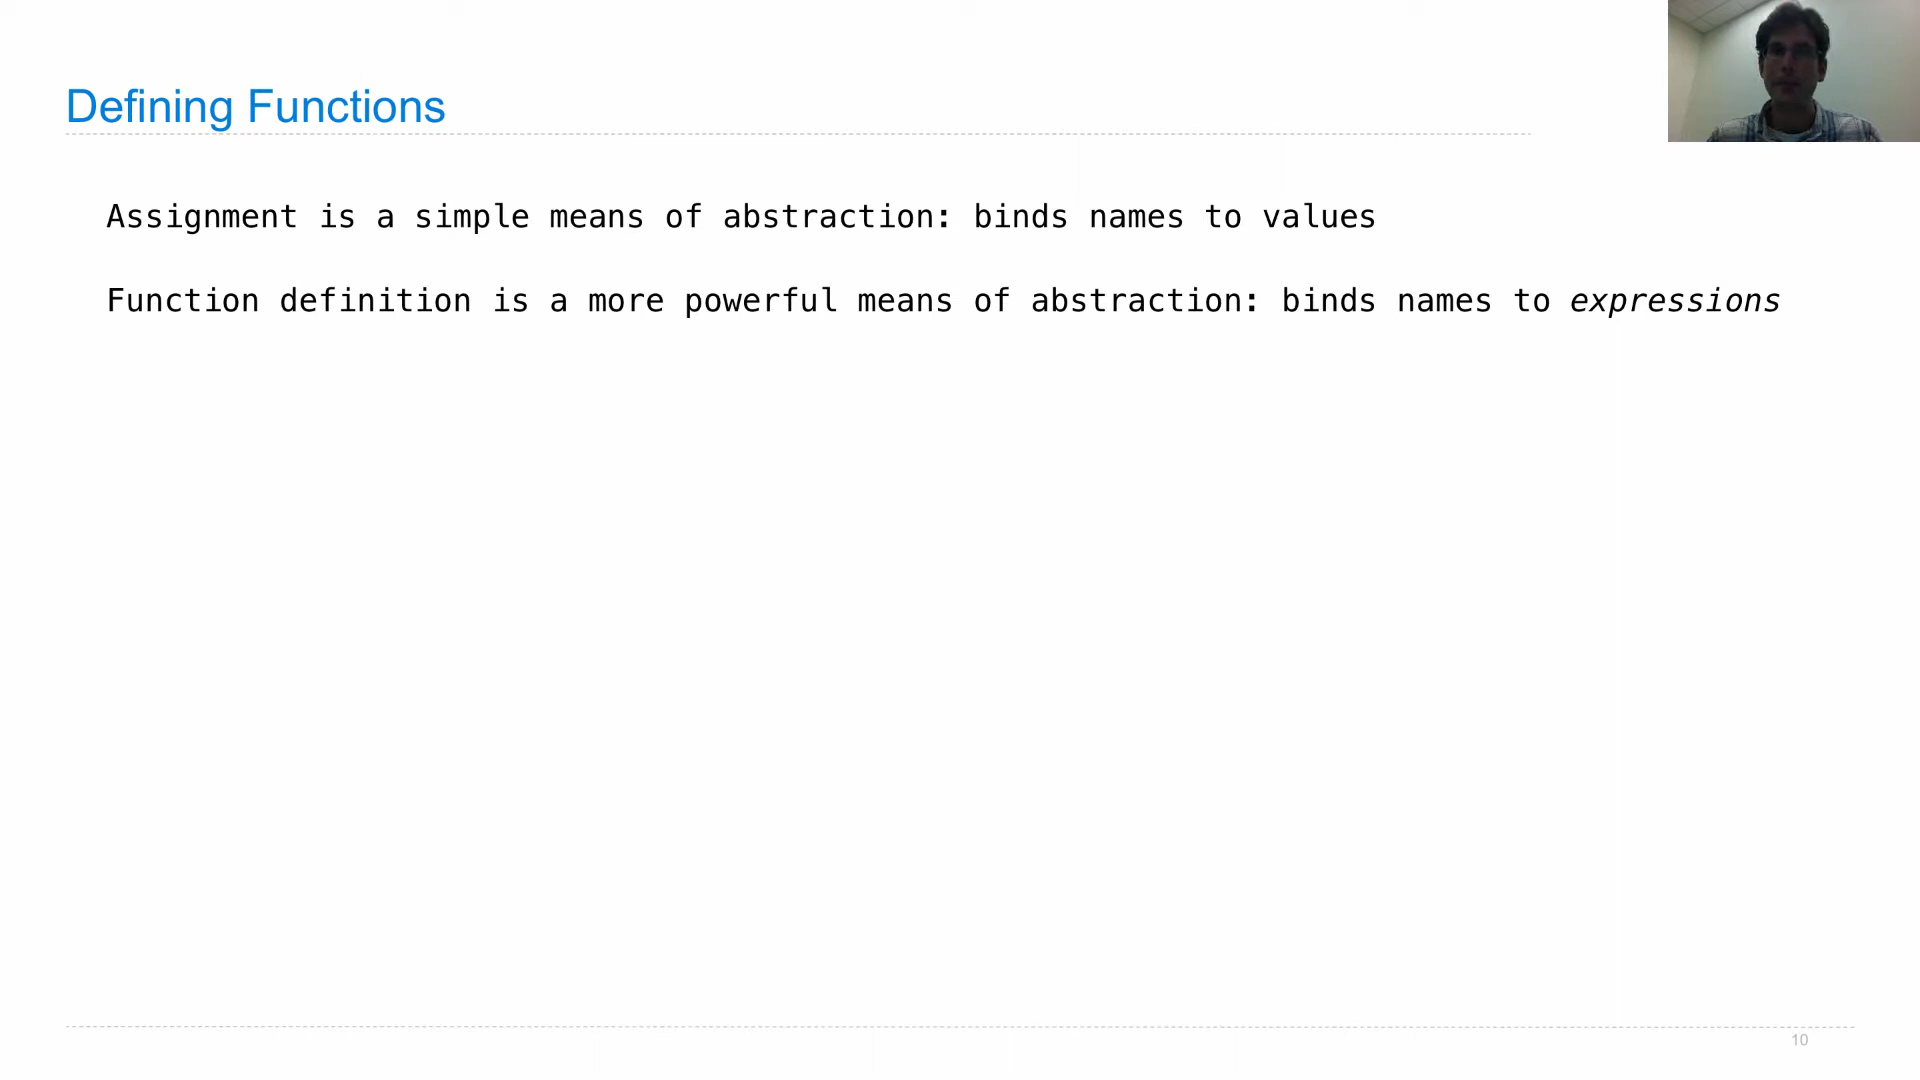 Defining Functions
Assignment is a simple means of abstraction: binds names to values
Function definition is a more powerful means of abstraction: binds names to expressions
10